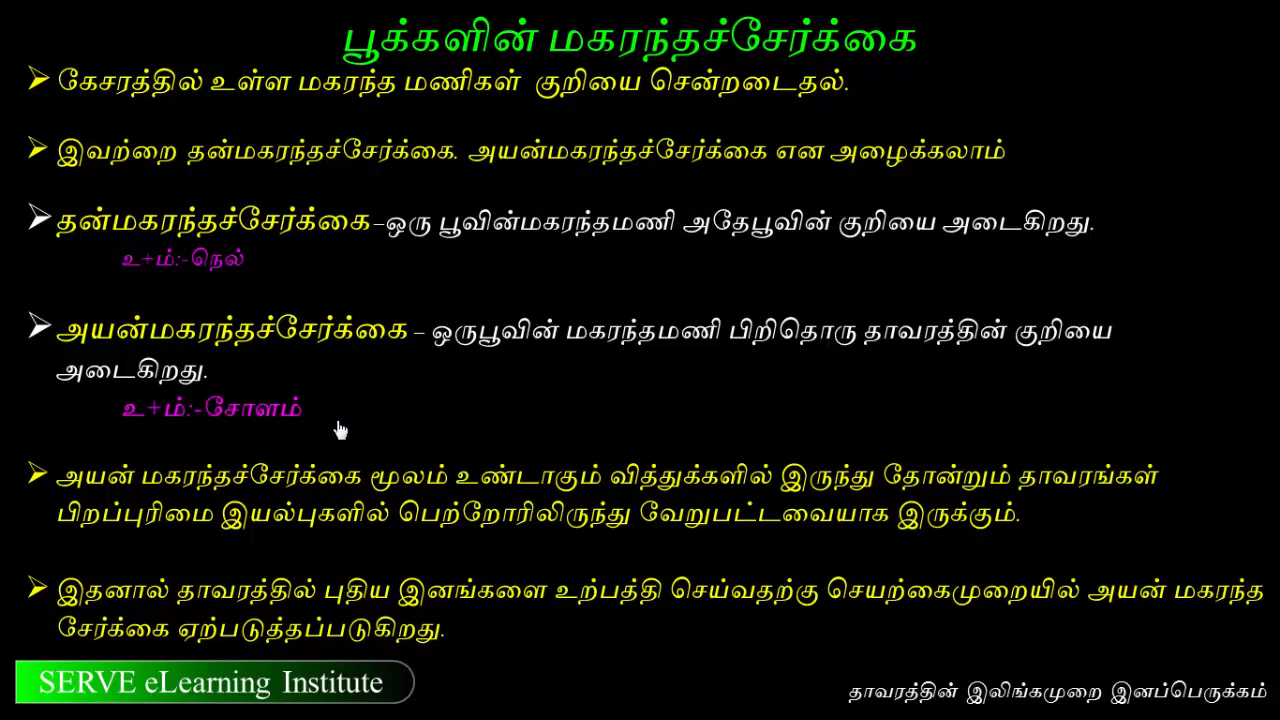 பூக்களின் மகரந்தச்சேர்க்கை
➢ கேசரத்தில் உள்ள மகரந்த மணிகள் குறியை சென்றடைதல்.
➢ இவற்றை தன்மகரந்தச்சேர்க்கை. அயன்மகரந்தச்சேர்க்கை என அழைக்கலாம்
➢ தன்மகரந்தச்சேர்க்கை –ஒரு பூவின்மகரந்தமணி அதேபூவின் குறியை அடைகிறது.
உ+ம்:-நெல்
➢ அயன்மகரந்தச்சேர்க்கை – ஒருபூவின் மகரந்தமணி பிறிதொரு தாவரத்தின் குறியை
அடைகிறது.
உ+ம்:-சோளம்
➢ அயன் மகரந்தச்சேர்க்கை மூலம் உண்டாகும் வித்துக்களில் இருந்து தோன்றும் தாவரங்கள்
பிறப்புரிமை இயல்புகளில் பெற்றோரிலிருந்து வேறுபட்டவையாக இருக்கும்.
➢ இதனால் தாவரத்தில் புதிய இனங்களை உற்பத்தி செய்வதற்கு செயற்கைமுறையில் அயன் மகரந்த
சேர்க்கை ஏற்படுத்தப்படுகிறது.
SERVE eLearning Institute
தாவரத்தின் இலிங்கமுறை இனப்பெருக்கம்